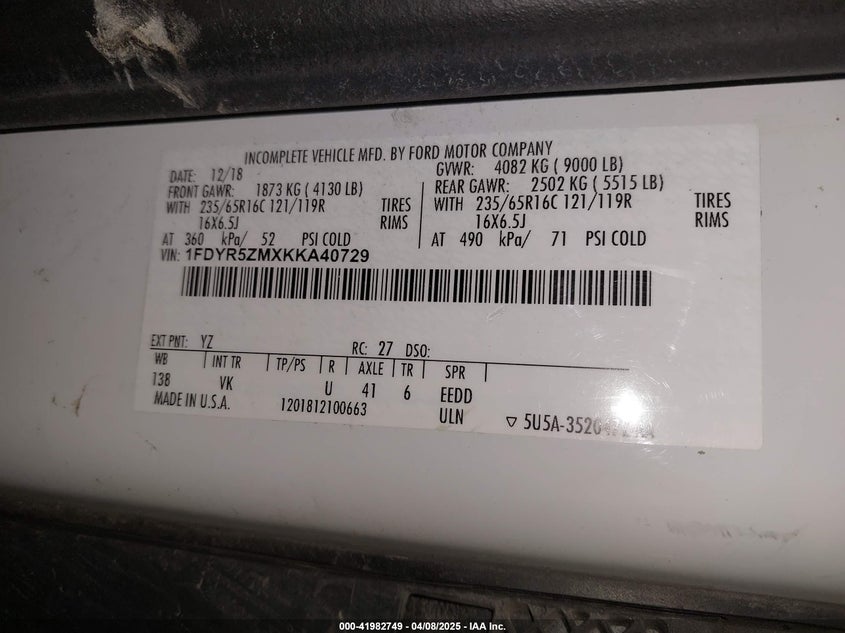 INCOMPLETE VEHICLE MFD. BY FORD MOTOR COMPANY
DATE: 12/18 GVWR: 4082 KG ( 9000 LB)
FRONT GAWR: 1873 KG ( 4130 LB) REAR GAWR: 2502 KG ( 5515 LB)
WITH 235/65R16C 121/119R TIRES WITH 235/65R16C 121/119R TIRES
16X6.5J RIMS 16X6.5J RIMS
AT 360 kPa/ 52 PSI COLD AT 490 kPa/ 71 PSI COLD
VIN: 1FDYR5ZMXKKA40729
EXT PNT: YZ RC: 27 DSO:
WB INT TR TP/PS R AXLE TR SPR
138 VK U 41 6 EEDD
MADE IN U.S.A. 1201812100663 ULN
000-41982749 - 04/08/2025 - IAA Inc.